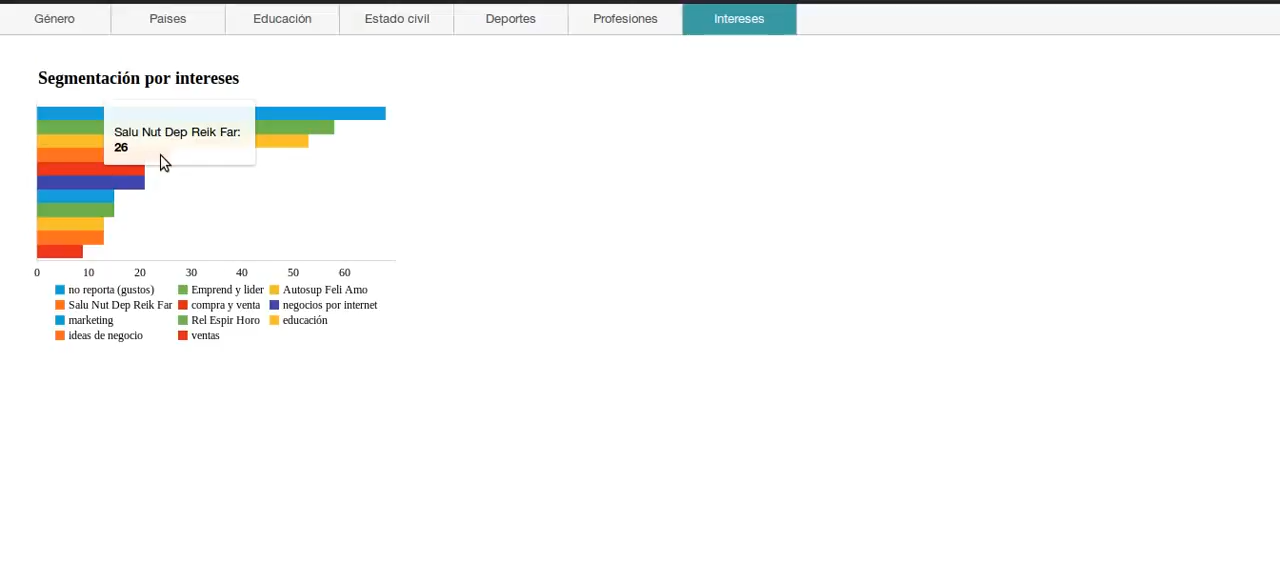 Género Paises Educación Estado civil Deportes Profesiones Intereses
Segmentación por intereses
Salu Nut Dep Reik Far:
26
0 10 20 30 40 50 60
no reporta (gustos) Emprend y lider Autosup Feli Amo
Salu Nut Dep Reik Far compra y venta negocios por internet
marketing Rel Espir Horo educación
ideas de negocio ventas